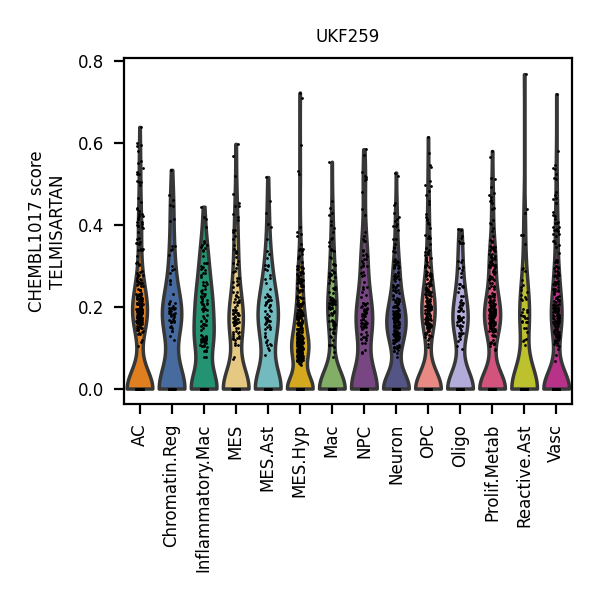 UKF259
CHEMBL1017 score
TELMISARTAN
0.8
0.6
0.4
0.2
0.0
AC
Chromatin.Reg
Inflammatory.Mac
MES
MES.Ast
MES.Hyp
Mac
NPC
Neuron
OPC
Oligo
Prolif.Metab
Reactive.Ast
Vasc